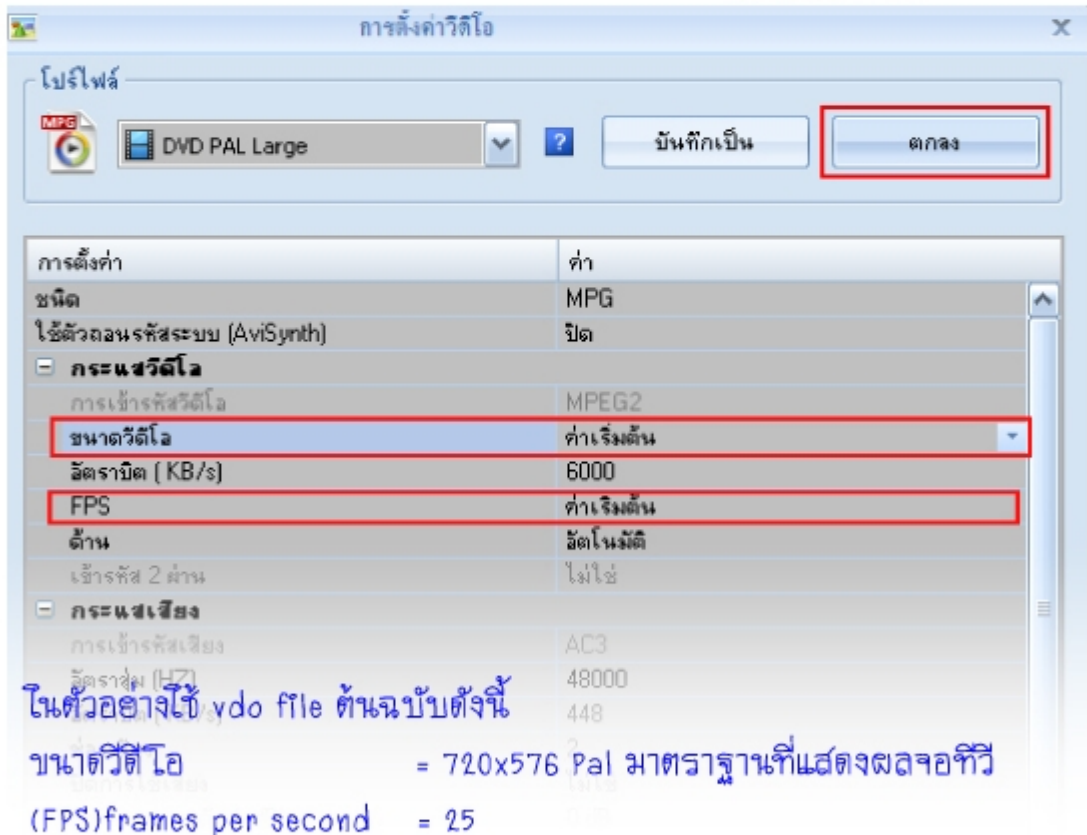 การตั้งค่าวิดีโอ
X
โปรไฟล์
MPG
DVD PAL Large
?
บันทึกเป็น
ตกลง
การตั้งค่า ค่า
ชนิด MPG
ใช้ตัวถอนรหัสระบบ (AviSynth) ปิด
กระแสวีดีโอ
การเข้ารหัสวีดีโอ MPEG2
ขนาดวีดีโอ ค่าเริ่มต้น
อัตราบิต ( KB/s) 6000
FPS ค่าเริ่มต้น
ด้าน อัตโนมัติ
เข้ารหัส 2 ผ่าน ไม่ใช่
กระแสเสียง
การเข้ารหัสเสียง AC3
อัตราสุ่ม (HZ) 48000
ในตัวอย่างใช้ vdo file ต้นฉบับดังนี้
448
2
ขนาดวีดีโอ = 720x576 Pal มาตราฐานที่แสดงผลจอทีวี
(FPS)frames per second = 25